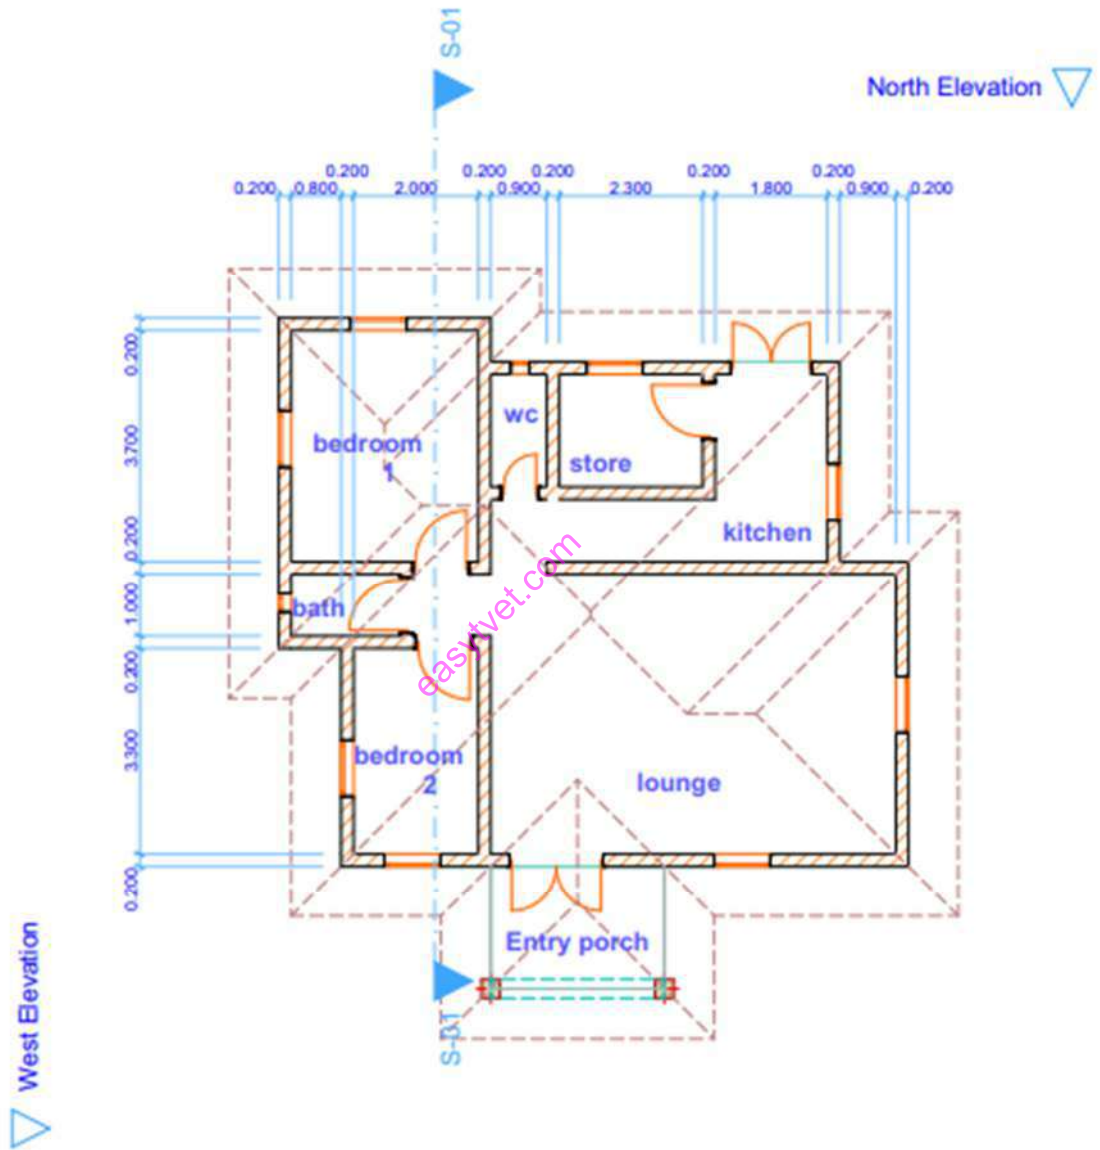 S-01
North Elevation
0.200 0.200 0.200 0.200 0.200
0.200 0.800 2.000 0.900 2.300 1.800 0.900 0.200
0.200
3.700
0.200
1.000
0.200
3.300
0.200
wc
bedroom
1
store
kitchen
bath
easytvet.com
bedroom
2
lounge
Entry porch
West Elevation
S-01